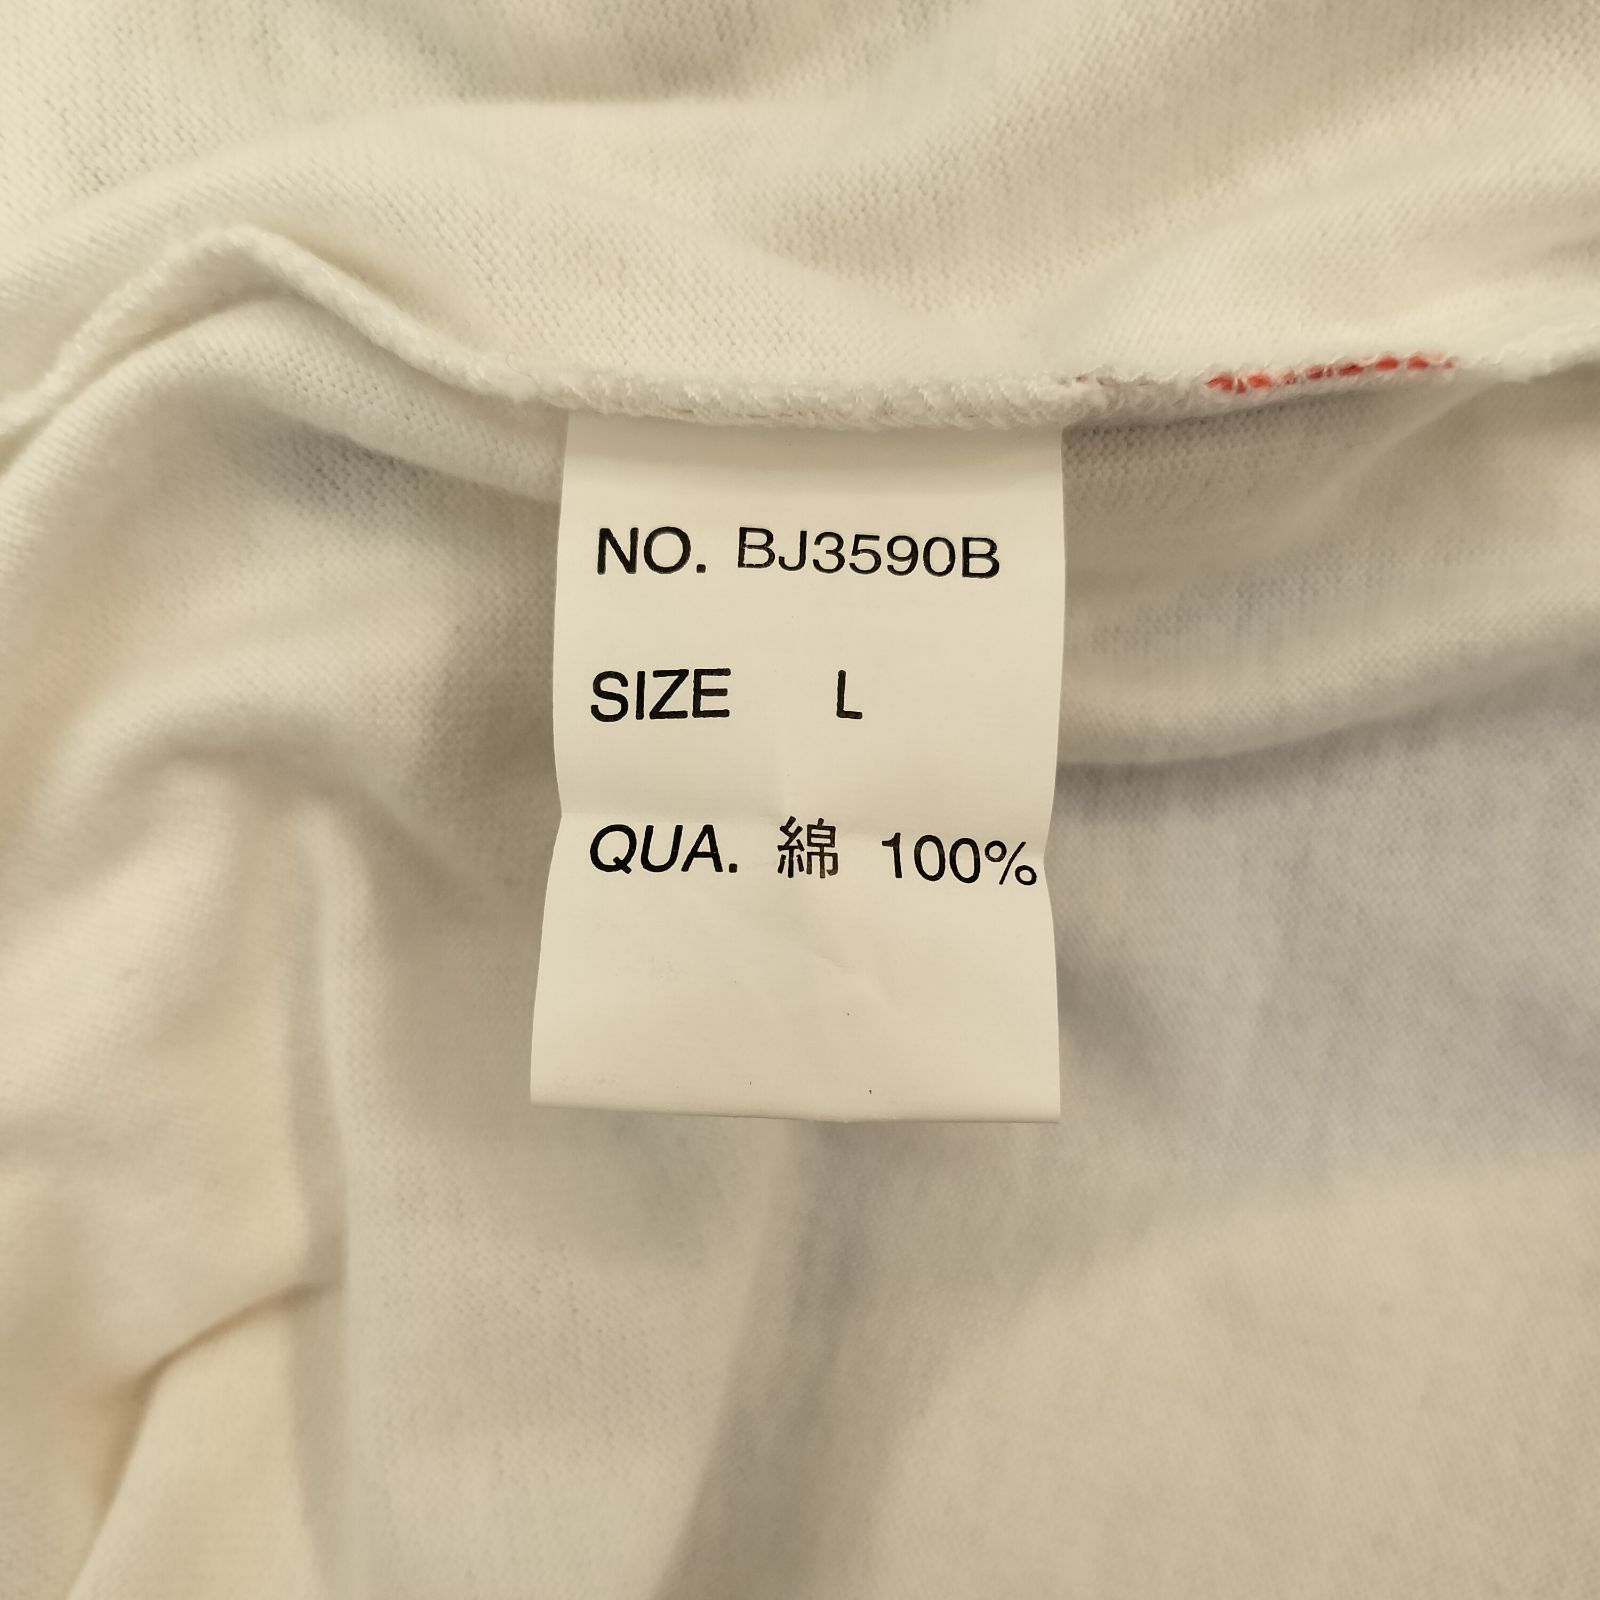 NO. BJ3590B
SIZE L
QUA. 綿 100%